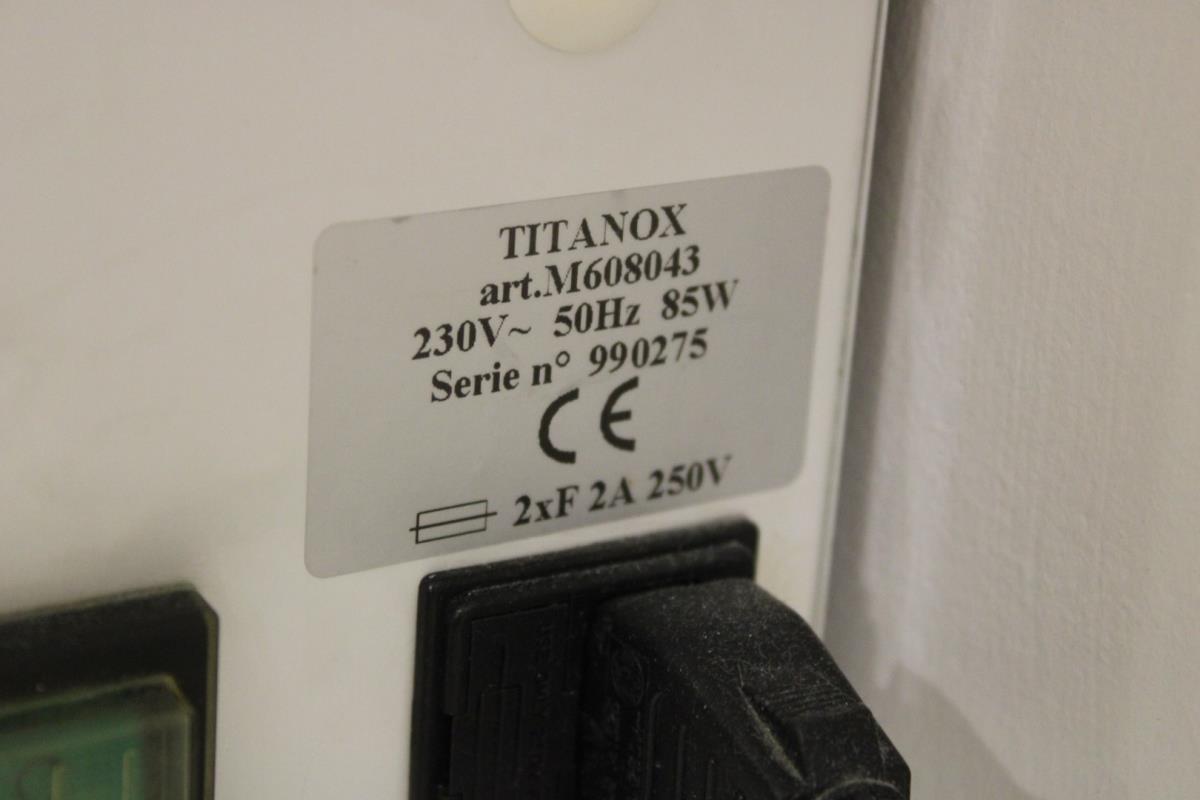 TITANOX
art.M608043
230V~ 50Hz 85W
Serie n° 990275
CE
2xF 2A 250V